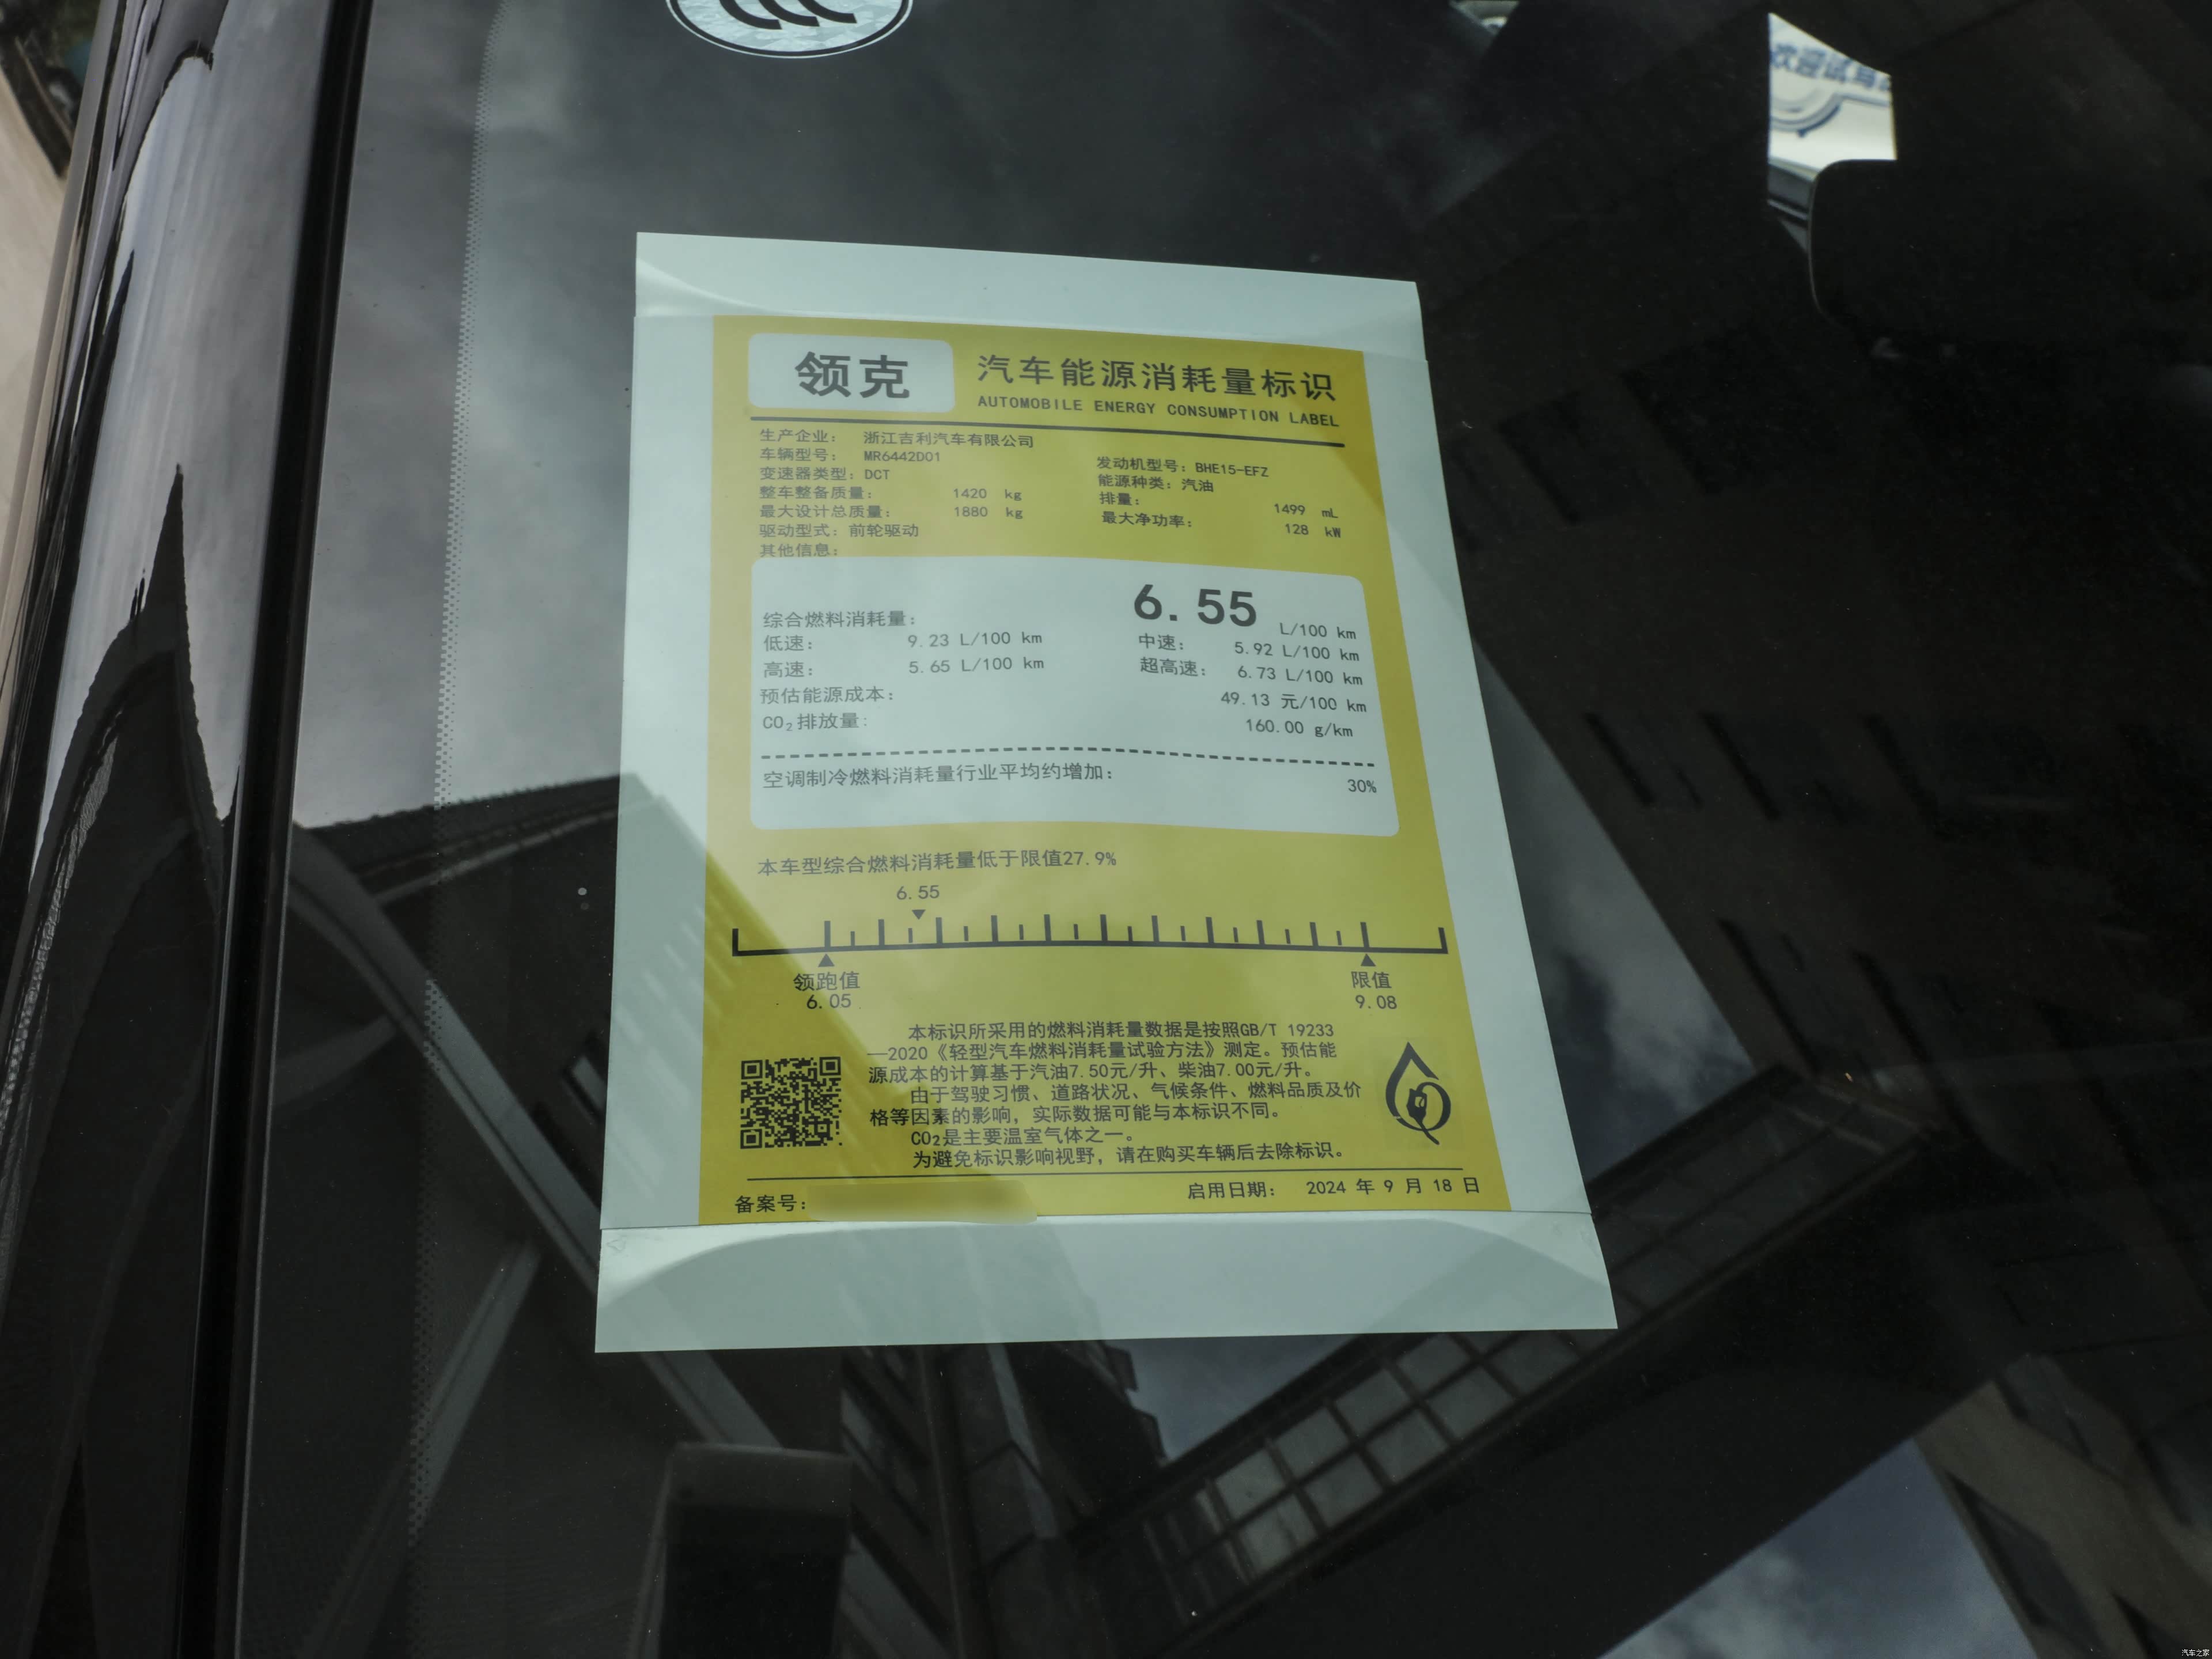 欢迎试驾
领克
汽车能源消耗量标识
AUTOMOBILE ENERGY CONSUMPTION LABEL
生产企业： 浙江吉利汽车有限公司
车辆型号： MR6442D01
发动机型号：BHE15-EFZ
变速器类型：DCT
能源种类：汽油
整车整备质量： 1420 kg
排量： 1499 mL
最大设计总质量： 1880 kg
最大净功率： 128 kW
驱动型式：前轮驱动
其他信息：
综合燃料消耗量： 6.55 L/100 km
低速： 9.23 L/100 km 中速： 5.92 L/100 km
高速： 5.65 L/100 km 超高速： 6.73 L/100 km
预估能源成本： 49.13 元/100 km
CO₂排放量： 160.00 g/km
空调制冷燃料消耗量行业平均约增加： 30%
本车型综合燃料消耗量低于限值27.9%
6.55
领跑值 限值
6.05 9.08
本标识所采用的燃料消耗量数据是按照GB/T 19233
—2020《轻型汽车燃料消耗量试验方法》测定。预估能
源成本的计算基于汽油7.50元/升、柴油7.00元/升。
由于驾驶习惯、道路状况、气候条件、燃料品质及价
格等因素的影响，实际数据可能与本标识不同。
CO₂是主要温室气体之一。
为避免标识影响视野，请在购买车辆后去除标识。
备案号： 启用日期： 2024 年 9 月 18 日
汽车之家